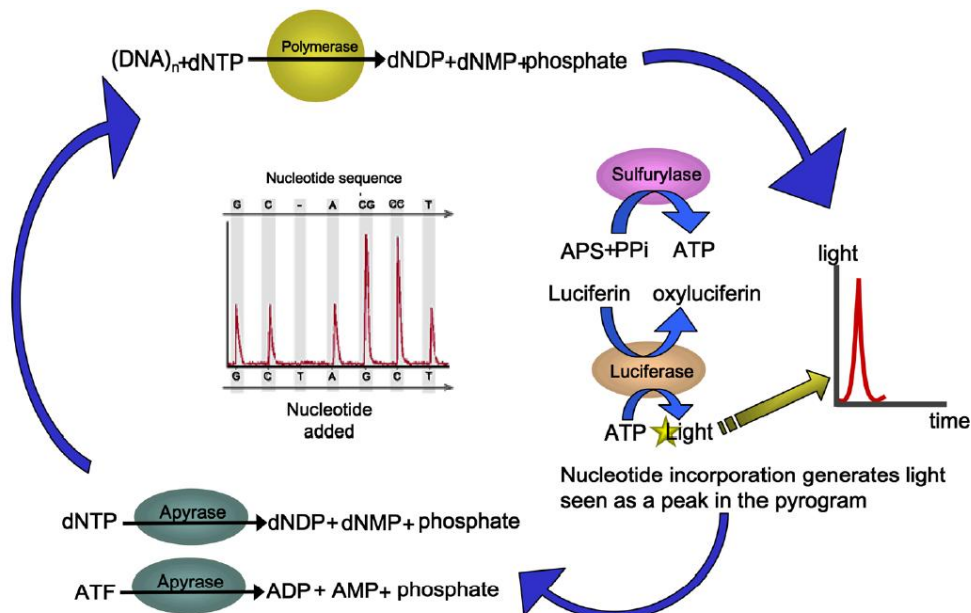 Polymerase
(DNA)n+dNTP dNDP+dNMP+phosphate
Sulfurylase
APS+PPi ATP
Luciferin oxyluciferin
Luciferase
ATP Light
light
time
Nucleotide sequence
G C - A CG GC T
G C T A G C T
Nucleotide
added
Nucleotide incorporation generates light
seen as a peak in the pyrogram
dNTP Apyrase dNDP+dNMP+ phosphate
ATF Apyrase ADP+AMP+ phosphate